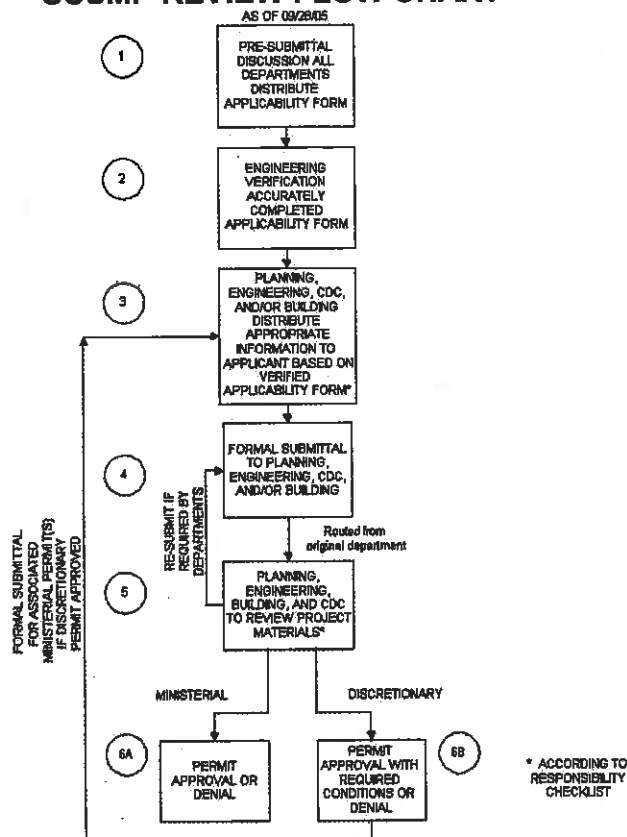 AS OF 09/28/05
1
PRE-SUBMITTAL
DISCUSSION ALL
DEPARTMENTS
DISTRIBUTE
APPLICABILITY FORM
2
ENGINEERING
VERIFICATION
ACCURATELY
COMPLETED
APPLICABILITY FORM
3
PLANNING,
ENGINEERING, CDC,
AND/OR BUILDING
DISTRIBUTE
APPROPRIATE
INFORMATION TO
APPLICANT BASED ON
VERIFIED
APPLICABILITY FORM*
4
FORMAL SUBMITTAL
TO PLANNING,
ENGINEERING, CDC,
AND/OR BUILDING
RE-SUBMIT IF
REQUIRED BY
DEPARTMENTS
Routed from
original department
5
PLANNING,
ENGINEERING,
BUILDING, AND CDC
TO REVIEW PROJECT
MATERIALS*
FORMAL SUBMITTAL
FOR ASSOCIATED
MINISTERIAL PERMIT(S)
IF DISCRETIONARY
PERMIT APPROVED
MINISTERIAL
DISCRETIONARY
6A
PERMIT
APPROVAL OR
DENIAL
PERMIT
APPROVAL WITH
REQUIRED
CONDITIONS OR
DENIAL
6B
* ACCORDING TO
RESPONSIBILITY
CHECKLIST